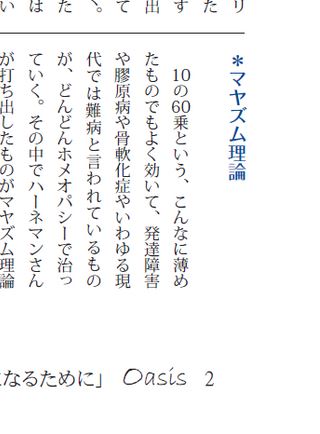 リ
た
す
出
て
た
は
い
＊マヤズム理論
10の60乗という、こんなに薄め
たものでもよく効いて、発達障害
や膠原病や骨軟化症やいわゆる現
代では難病と言われているもの
が、どんどんホメオパシーで治っ
ていく。その中でハーネマンさん
が打ち出したものがマヤズム理論
なるために」 Oasis 2